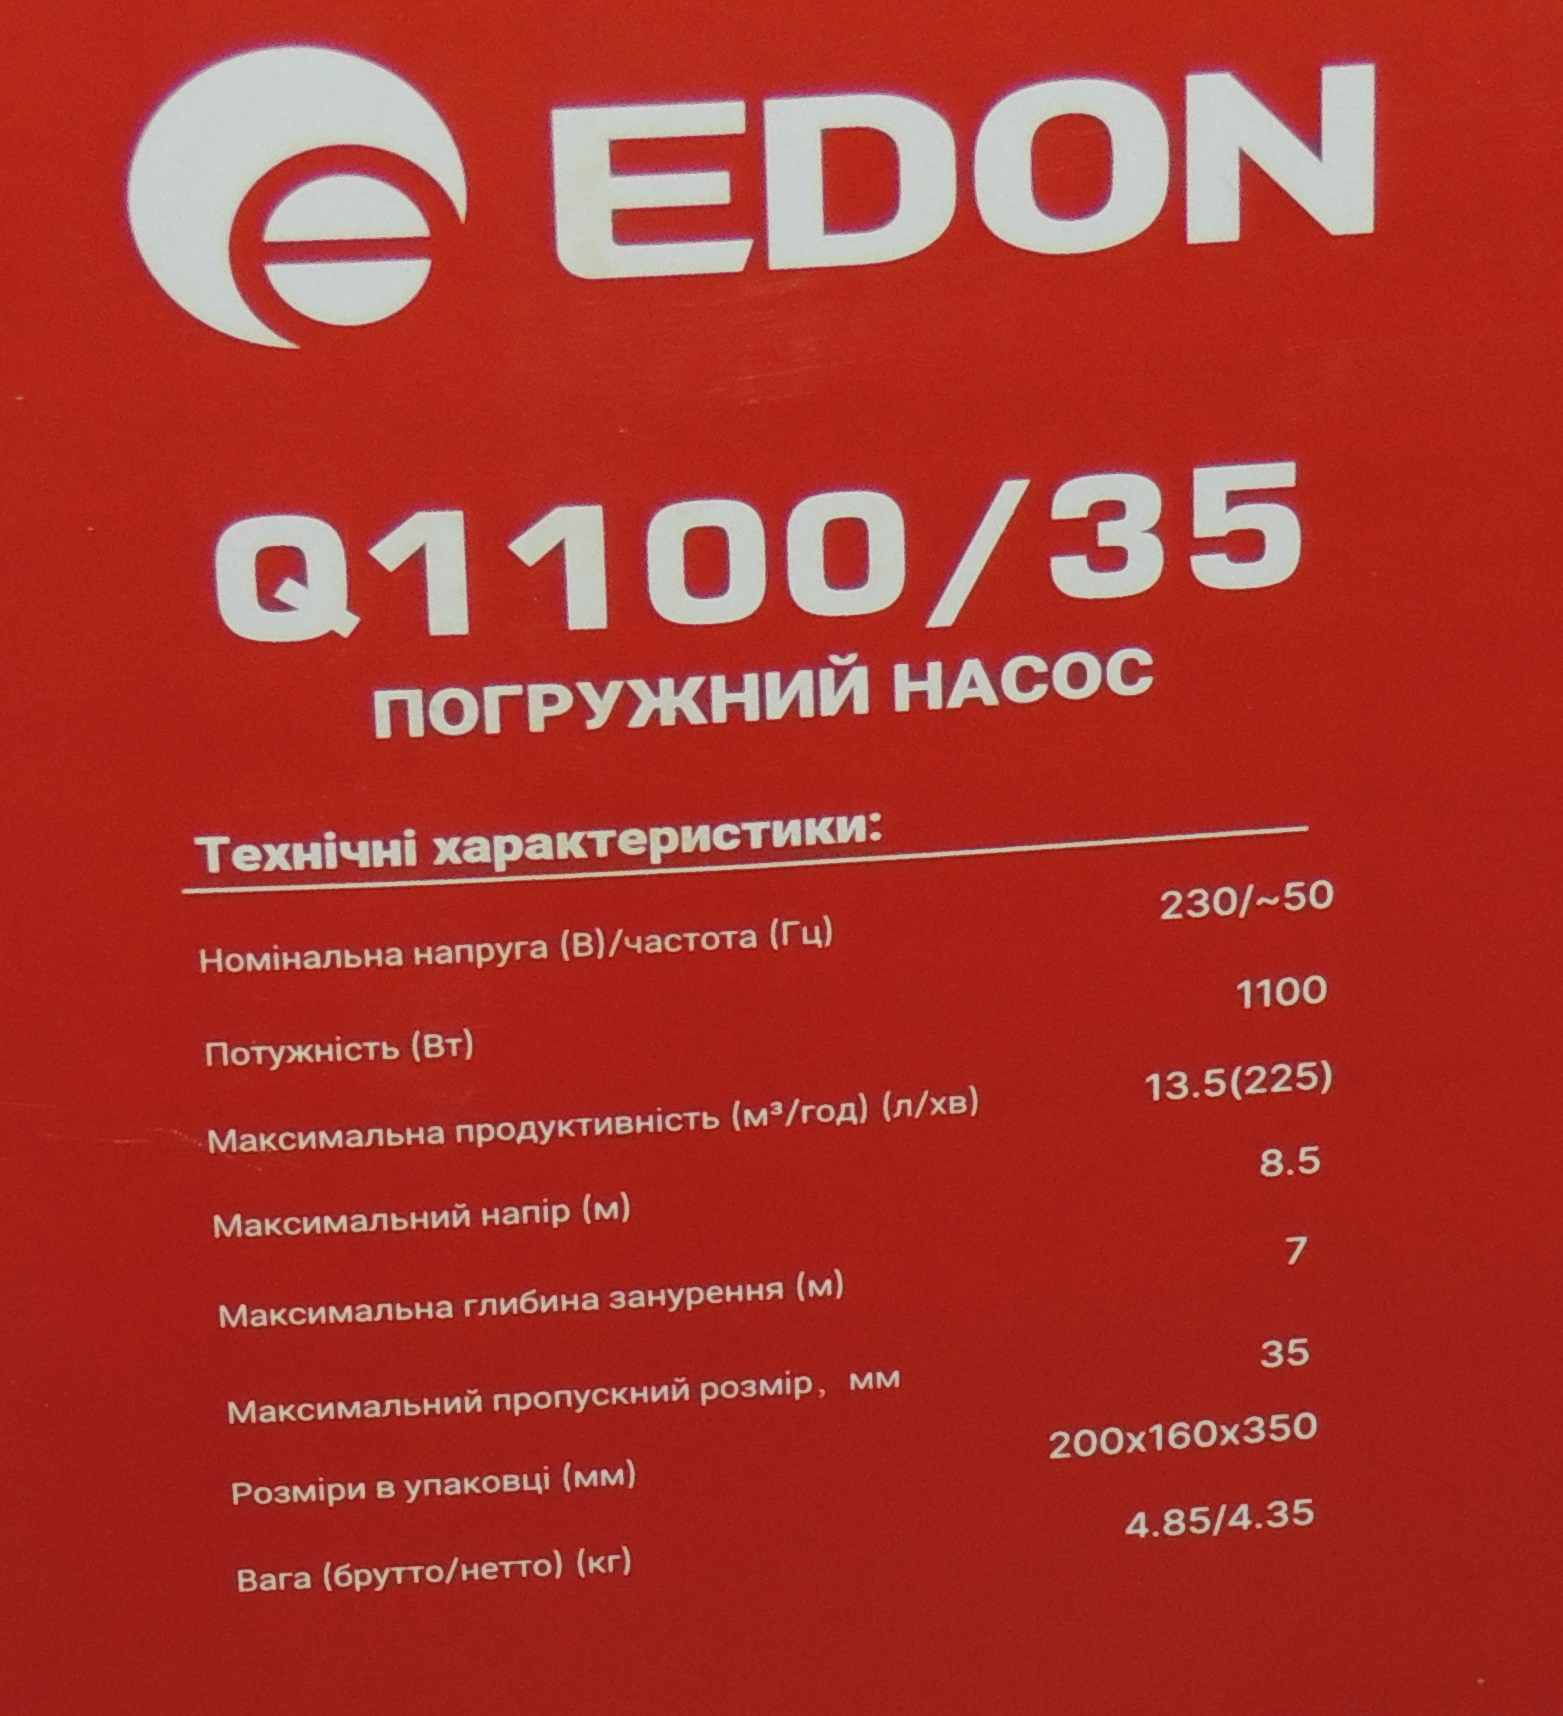 EDON
Q1100/35
ПОГРУЖНИЙ НАСОС
Технічні характеристики:
Номінальна напруга (В)/частота (Гц) 230/~50
Потужність (Вт) 1100
Максимальна продуктивність (м³/год) (л/хв) 13.5(225)
Максимальний напір (м) 8.5
Максимальна глибина занурення (м) 7
Максимальний пропускний розмір, мм 35
Розміри в упаковці (мм) 200x160x350
Вага (брутто/нетто) (кг) 4.85/4.35